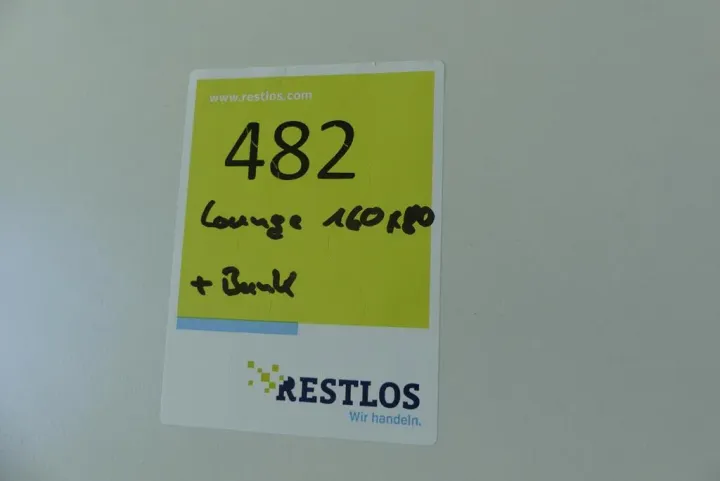 www.restlos.com
482
Lounge 160x80
+ Bank
RESTLOS
Wir handeln.